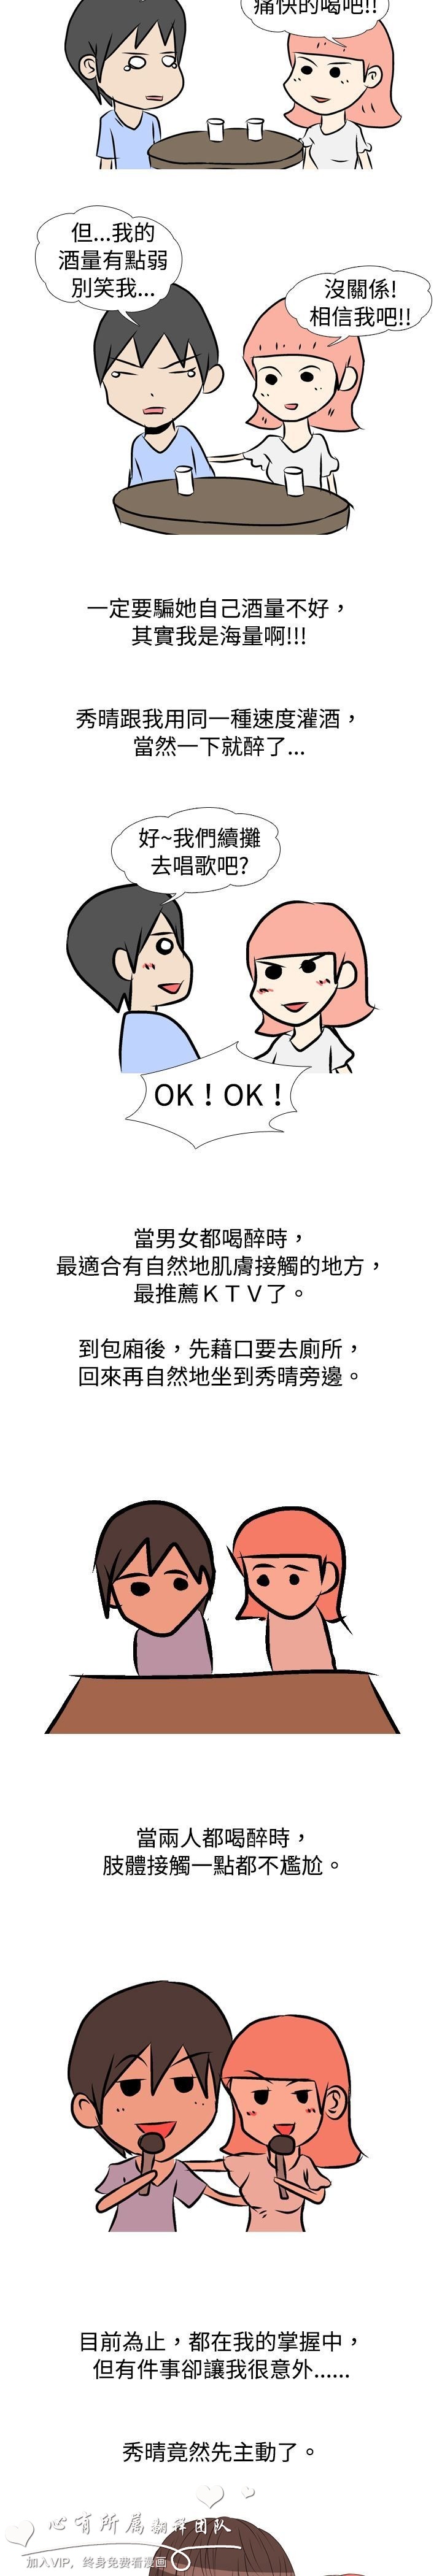 痛快的喝吧!!
但...我的
酒量有點弱
別笑我...
沒關係!
相信我吧!!
一定要騙她自己酒量不好，
其實我是海量啊!!!
秀晴跟我用同一種速度灌酒，
當然一下就醉了...
好~我們續攤
去唱歌吧?
OK！OK！
當男女都喝醉時，
最適合有自然地肌膚接觸的地方，
最推薦ＫＴＶ了。
到包廂後，先藉口要去廁所，
回來再自然地坐到秀晴旁邊。
當兩人都喝醉時，
肢體接觸一點都不尷尬。
目前為止，都在我的掌握中，
但有件事卻讓我很意外......
秀晴竟然先主動了。
心有所属翻译团队
加入VIP，终身免费看漫画